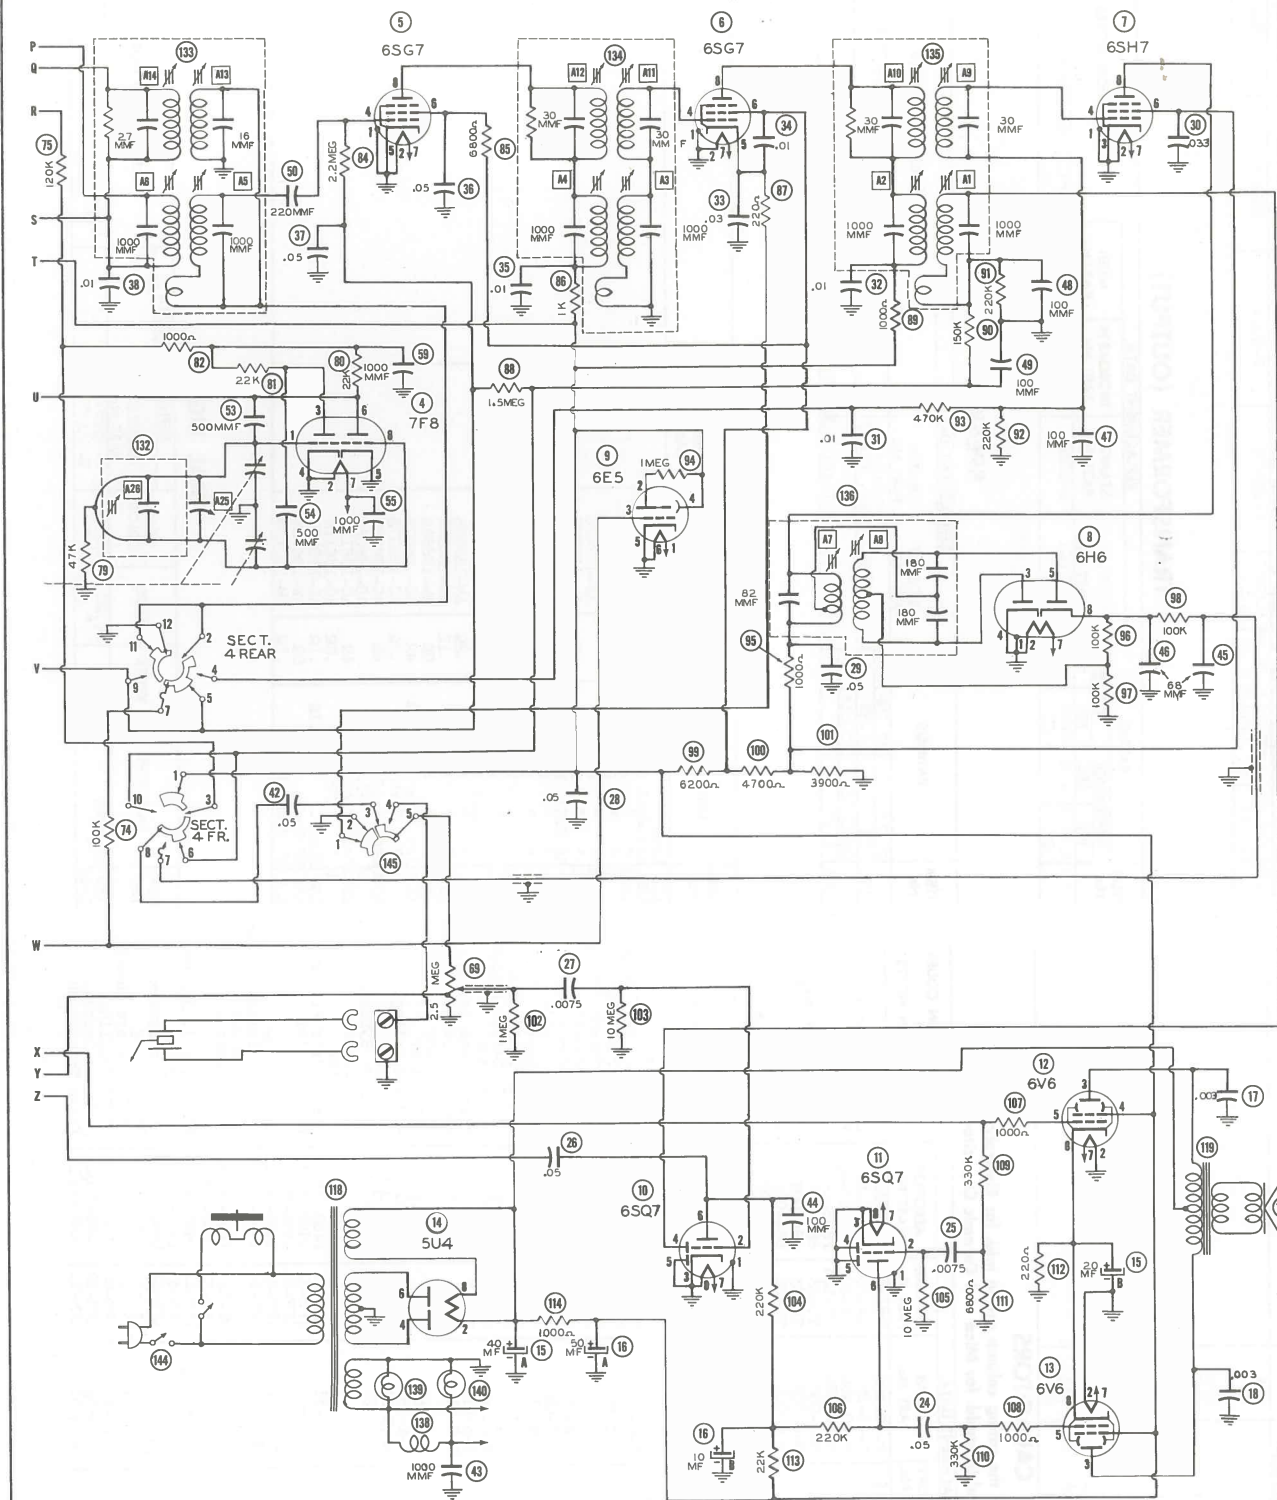 5
6SG7
6
6SG7
7
6SH7
P
Q
R
S
T
U
V
W
X
Y
Z
133
A14
A13
2.7 MMF
16 MMF
A6
A5
1000 MMF
1000 MMF
75
120K
50
220MMF
84
2.2MEG
37
.05
36
.05
85
6800Ω
38
.01
134
A12
A11
30 MMF
30 MM
F
A4
A3
1000 MMF
1000 MMF
35
.01
86
1K
34
.01
33
.03
87
220Ω
135
A10
A9
30 MMF
30 MMF
A2
A1
1000 MMF
1000 MMF
32
.01
89
1000Ω
91
220K
90
150K
48
100 MMF
49
100 MMF
30
.033
1000Ω
82
81
22K
80
22K
1000 MMF
59
4
7F8
53
500MMF
132
A26
A25
79
47K
54
500 MMF
1000 MMF
55
88
1.5MEG
31
.01
93
470K
92
220K
47
100 MMF
9
6E5
1MEG
94
136
A7
A8
180 MMF
180 MMF
82 MMF
8
6H6
95
1000Ω
29
.05
96
100K
97
100K
98
100K
46
45
68 MMF
SECT. 4 REAR
SECT. 4 FR.
74
100K
42
.05
145
28
.05
99
6200Ω
100
4700Ω
101
3900Ω
69
2.5 MEG
102
1MEG
27
.0075
103
10 MEG
26
.05
12
6V6
107
1000Ω
109
330K
17
.003
119
118
14
5U4
10
6SQ7
44
100 MMF
11
6SQ7
25
.0075
105
10 MEG
111
6800Ω
104
220K
112
220Ω
20 MF
15
B
114
1000Ω
40 MF
15
A
50 MF
16
A
144
139
140
138
1000 MMF
43
13
6V6
.003
18
106
220K
24
.05
108
1000Ω
110
330K
16
10 MF
B
113
22K